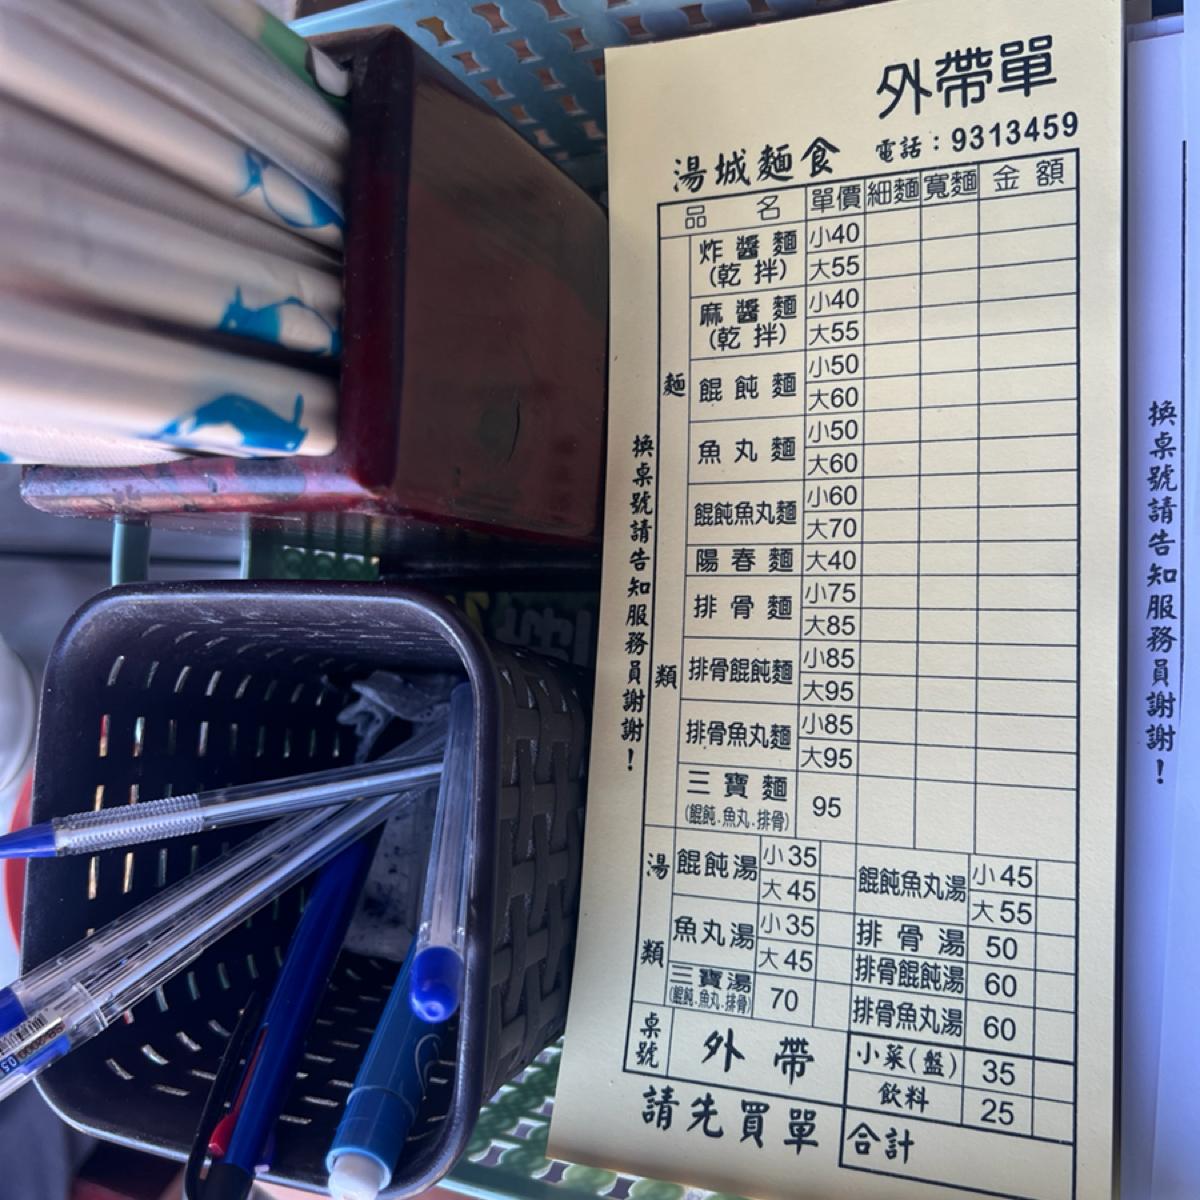 外帶單
湯城麵食 電話：9313459
品名 單價 細麵 寬麵 金額
麵類
炸醬麵 小40
(乾拌) 大55
麻醬麵 小40
(乾拌) 大55
餛飩麵 小50
大60
魚丸麵 小50
大60
餛飩魚丸麵 小60
大70
陽春麵 大40
排骨麵 小75
大85
排骨餛飩麵 小85
大95
排骨魚丸麵 小85
大95
三寶麵 95
(餛飩.魚丸.排骨)
湯類
餛飩湯 小35 餛飩魚丸湯 小45
大45 大55
魚丸湯 小35 排骨湯 50
大45 排骨餛飩湯 60
三寶湯 70 排骨魚丸湯 60
(餛飩.魚丸.排骨)
桌號 外帶 小菜(盤) 35
飲料 25
請先買單 合計
換桌號請告知服務員謝謝！
換桌號請告知服務員謝謝！